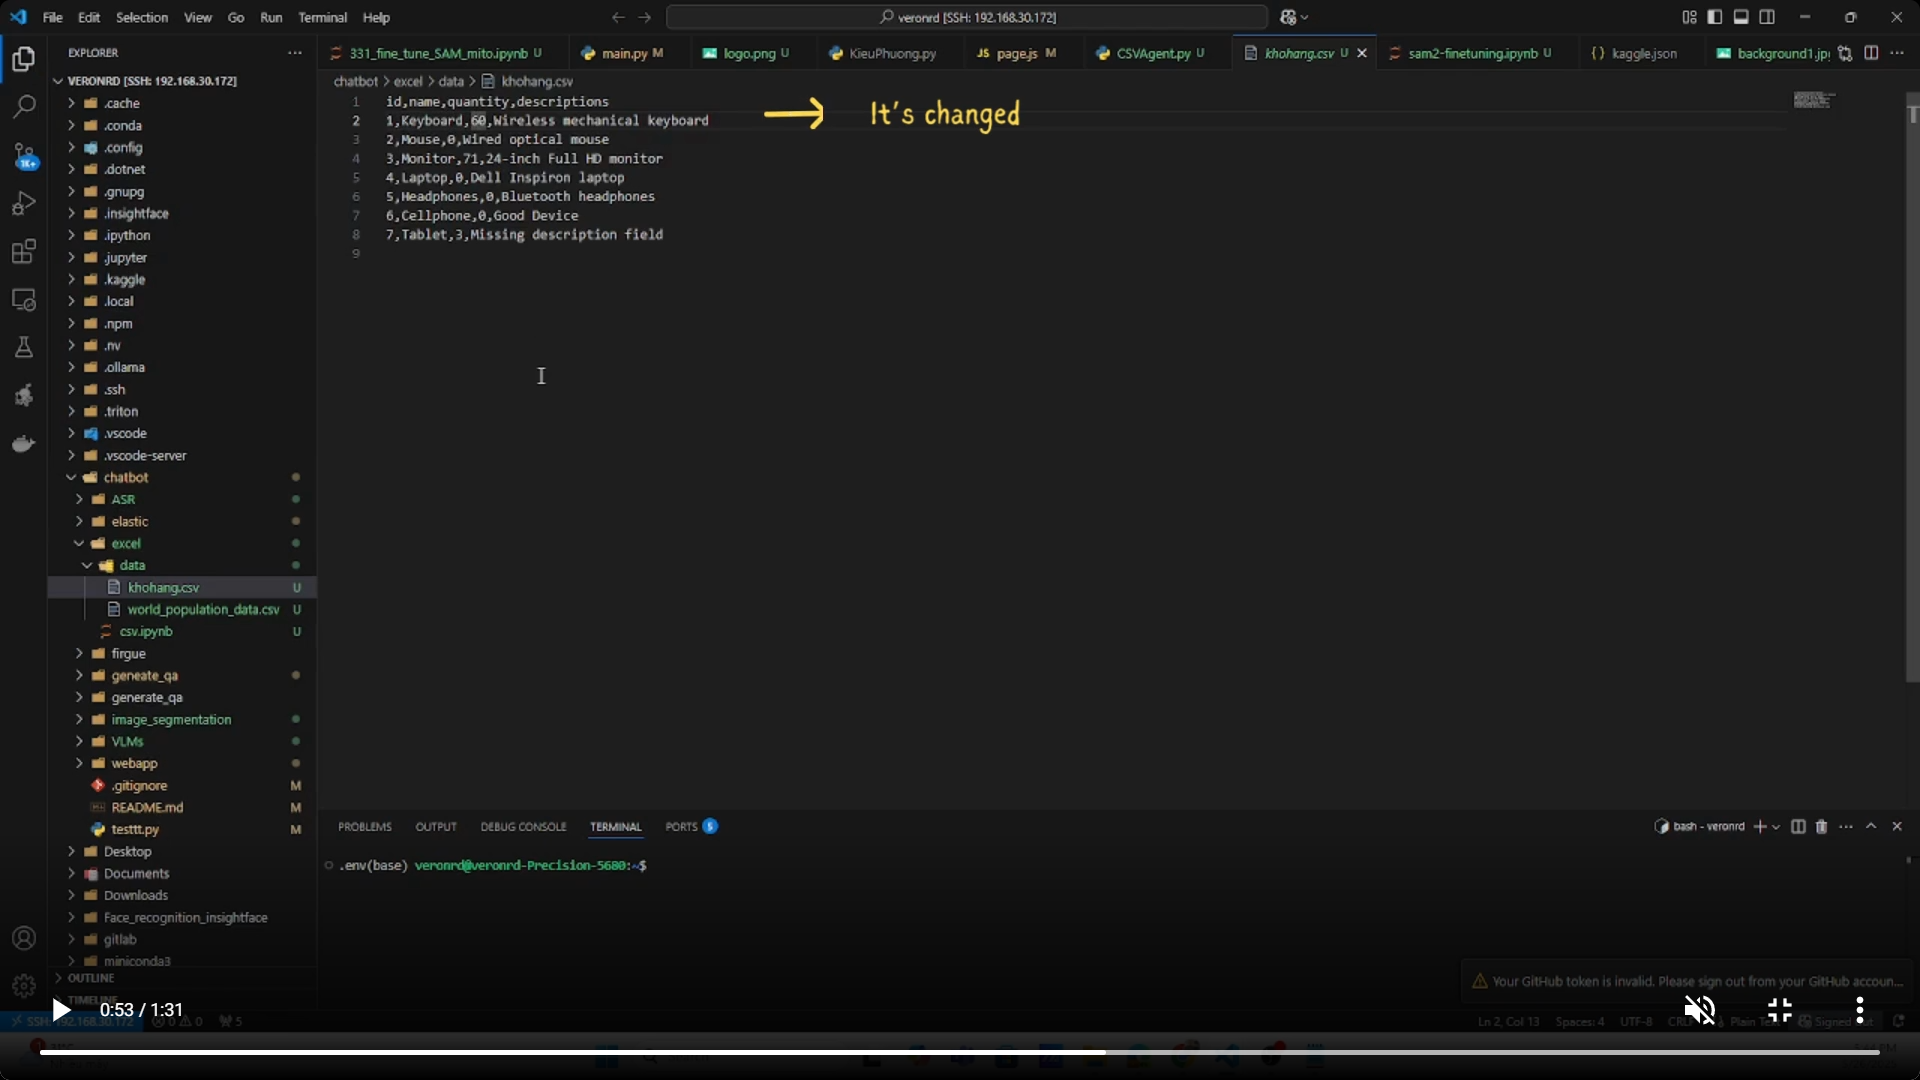 File Edit Selection View Go Run Terminal Help
veronrd [SSH: 192.168.30.172]
EXPLORER
331_fine_tune_SAM_mito.ipynb U
main.py M
logo.png U
KieuPhuong.py
JS page.js M
CSVAgent.py U
khohang.csv U
sam2-finetuning.ipynb U
{} kaggle.json
background1.jp
VERONRD [SSH: 192.168.30.172]
.cache
.conda
.config
.dotnet
.gnupg
.insightface
.ipython
.jupyter
.kaggle
.local
.npm
.nv
.ollama
.ssh
.triton
.vscode
.vscode-server
chatbot
ASR
elastic
excel
data
khohang.csv U
world_population_data.csv U
csv.ipynb U
firgue
geneate_qa
generate_qa
image_segmentation
VLMs
webapp
.gitignore M
README.md M
testtt.py M
Desktop
Documents
Downloads
Face_recognition_insightface
gitlab
miniconda3
OUTLINE
TIMELINE
1K+
chatbot > excel > data > khohang.csv
1 id,name,quantity,descriptions
2 1,Keyboard,60,Wireless mechanical keyboard
3 2,Mouse,0,Wired optical mouse
4 3,Monitor,71,24-inch Full HD monitor
5 4,Laptop,0,Dell Inspiron laptop
6 5,Headphones,0,Bluetooth headphones
7 6,Cellphone,0,Good Device
8 7,Tablet,3,Missing description field
9
It's changed
PROBLEMS OUTPUT DEBUG CONSOLE TERMINAL PORTS 5
bash - veronrd
.env(base) veronrd@veronrd-Precision-5680:~$
Your GitHub token is invalid. Please sign out from your GitHub accoun...
0:53 / 1:31
SSH: 192.168.30.172 0 0 5
Ln 2, Col 13 Spaces: 4 UTF-8 CRLF Plain Text Signed out